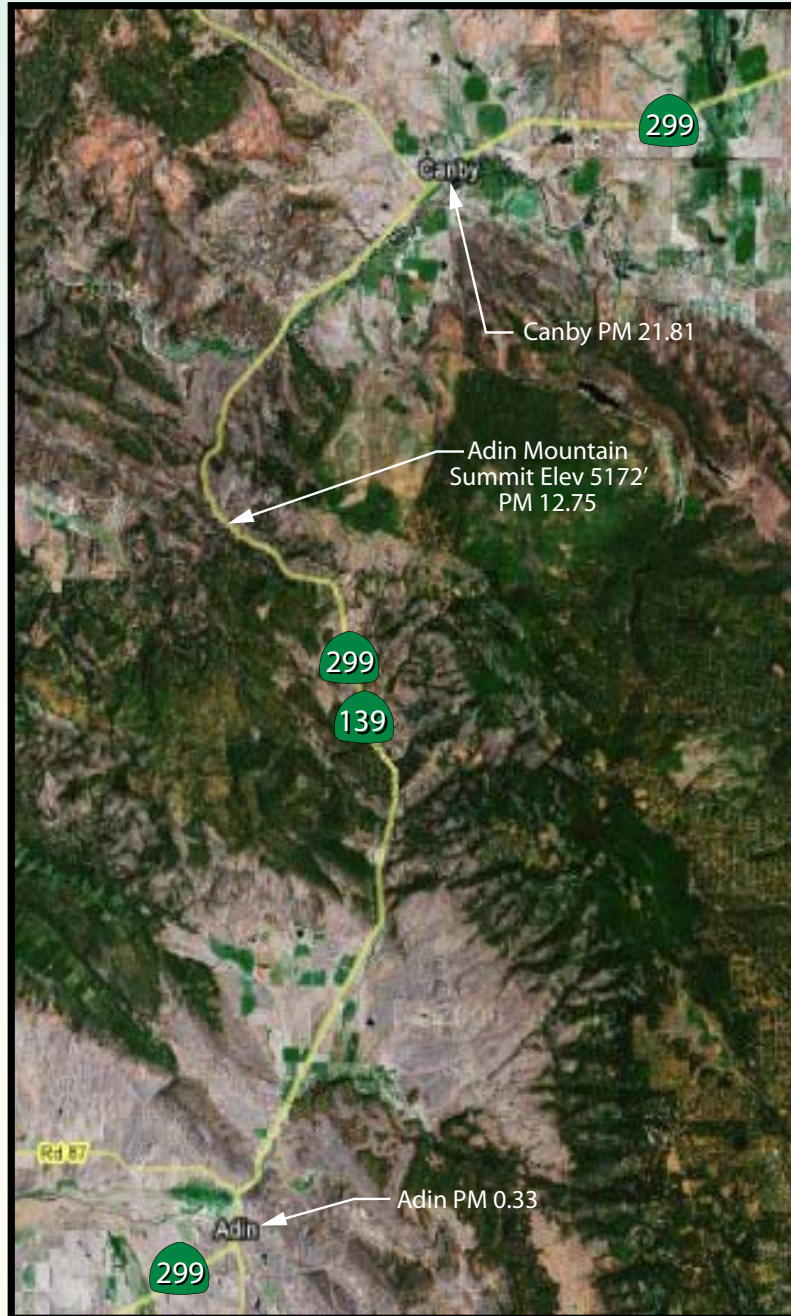 299
Canby
Canby PM 21.81
Adin Mountain
Summit Elev 5172’
PM 12.75
299
139
Rd 87
Adin PM 0.33
Adin
299